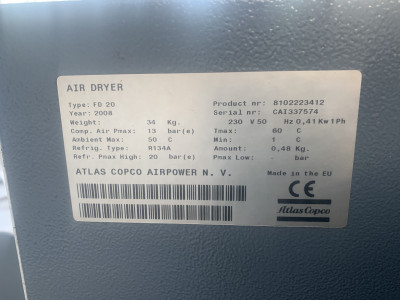 AIR DRYER
Type: FD 20 Product nr: 8102223412
Year: 2008 Serial nr: CAI337574
Weight: 34 Kg. 230 V 50 Hz 0,41 Kw 1Ph
Comp. Air Pmax: 13 bar(e) Tmax: 60 C
Ambient Max: 50 C Min: 1 C
Refrig. Type: R134A Amount: 0,48 Kg.
Refr. Pmax High: 20 bar(e) Pmax Low: bar
ATLAS COPCO AIRPOWER N. V. Made in the EU
CE
Atlas Copco